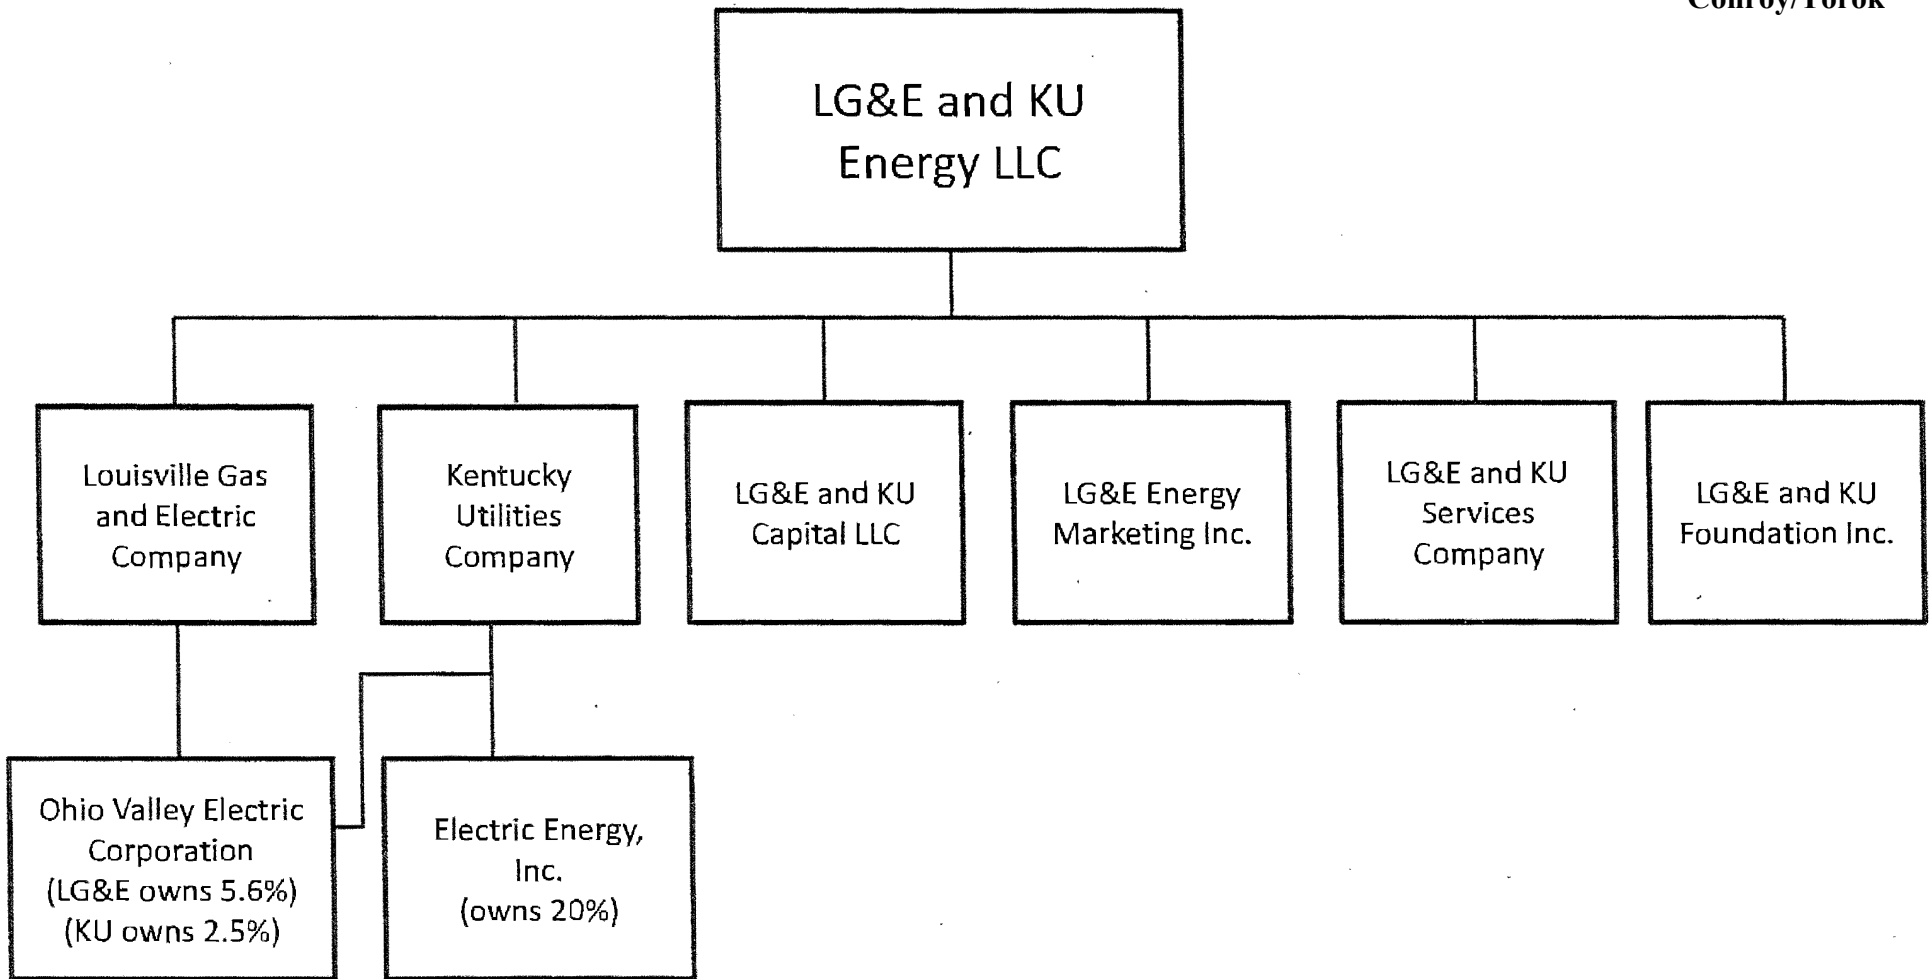 Conroy/Torok
LG&E and KU
Energy LLC
Louisville Gas
and Electric
Company
Kentucky
Utilities
Company
LG&E and KU
Capital LLC
LG&E Energy
Marketing Inc.
LG&E and KU
Services
Company
LG&E and KU
Foundation Inc.
Ohio Valley Electric
Corporation
(LG&E owns 5.6%)
(KU owns 2.5%)
Electric Energy,
Inc.
(owns 20%)